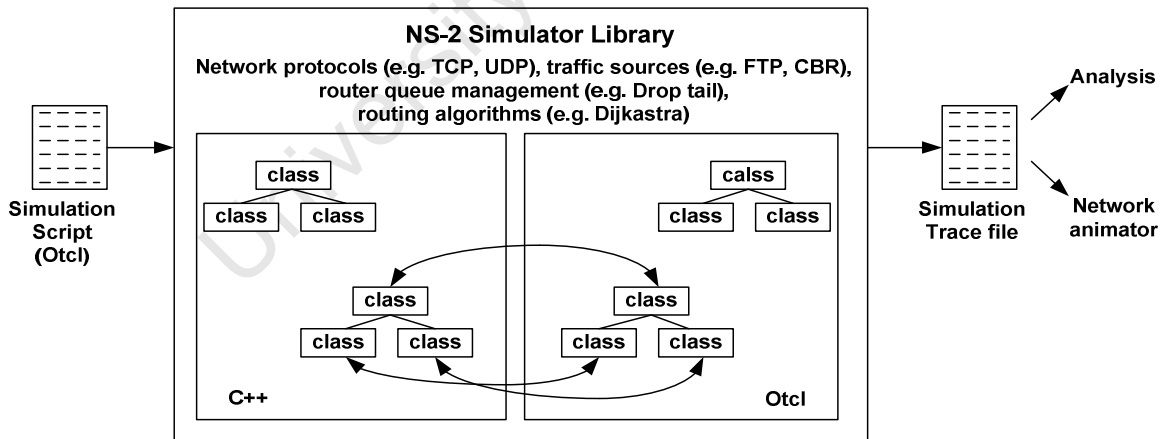 NS-2 Simulator Library
Network protocols (e.g. TCP, UDP), traffic sources (e.g. FTP, CBR),
router queue management (e.g. Drop tail),
routing algorithms (e.g. Dijkastra)
Simulation
Script
(Otcl)
class
class class
class
class class
C++
calss
class class
class
class class
Otcl
Simulation
Trace file
Analysis
Network
animator
University